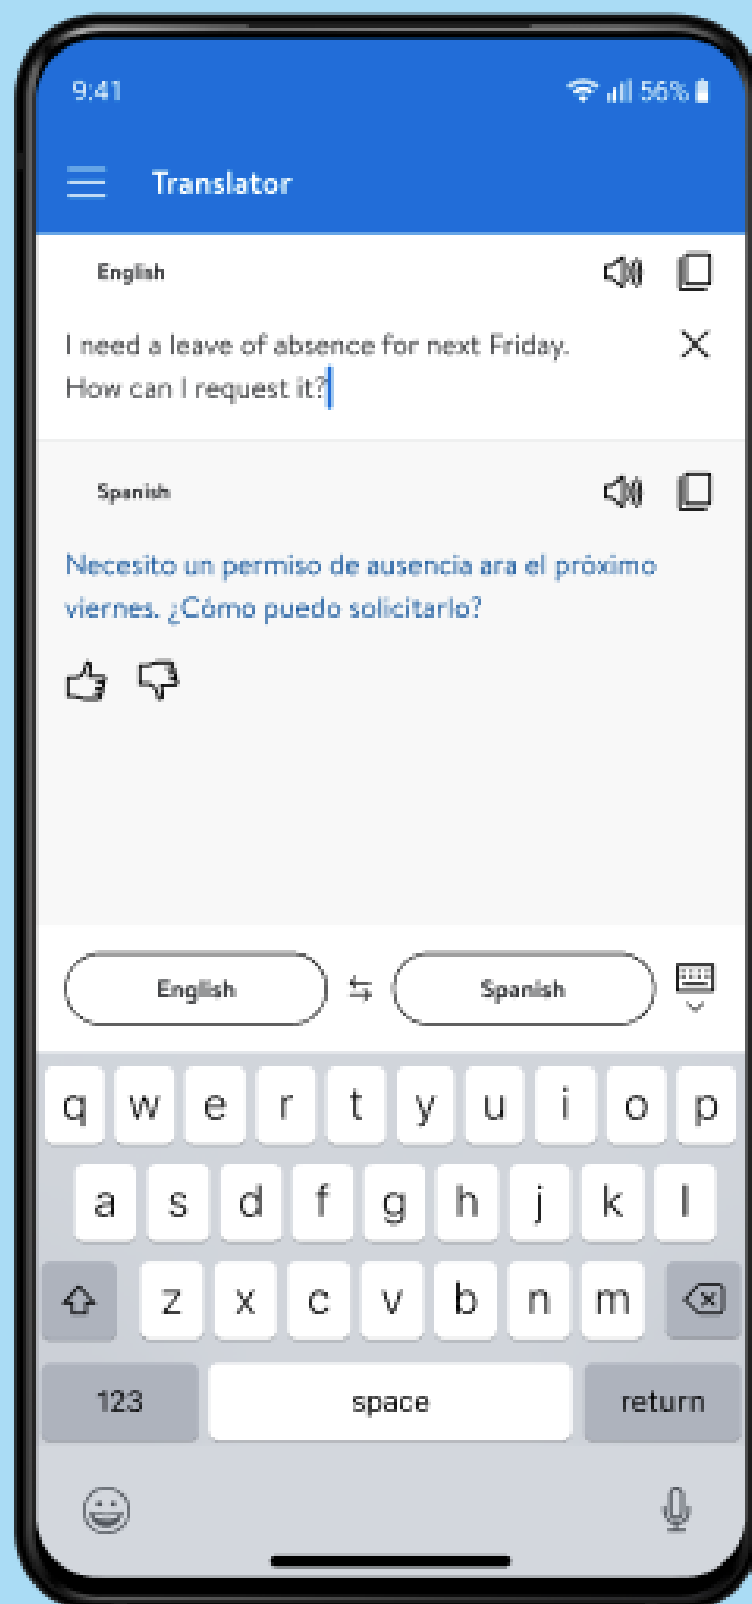 9:41 56%
Translator
English
I need a leave of absence for next Friday.
How can I request it?
Spanish
Necesito un permiso de ausencia ara el próximo
viernes. ¿Cómo puedo solicitarlo?
English Spanish
q w e r t y u i o p
a s d f g h j k l
z x c v b n m
123 space return